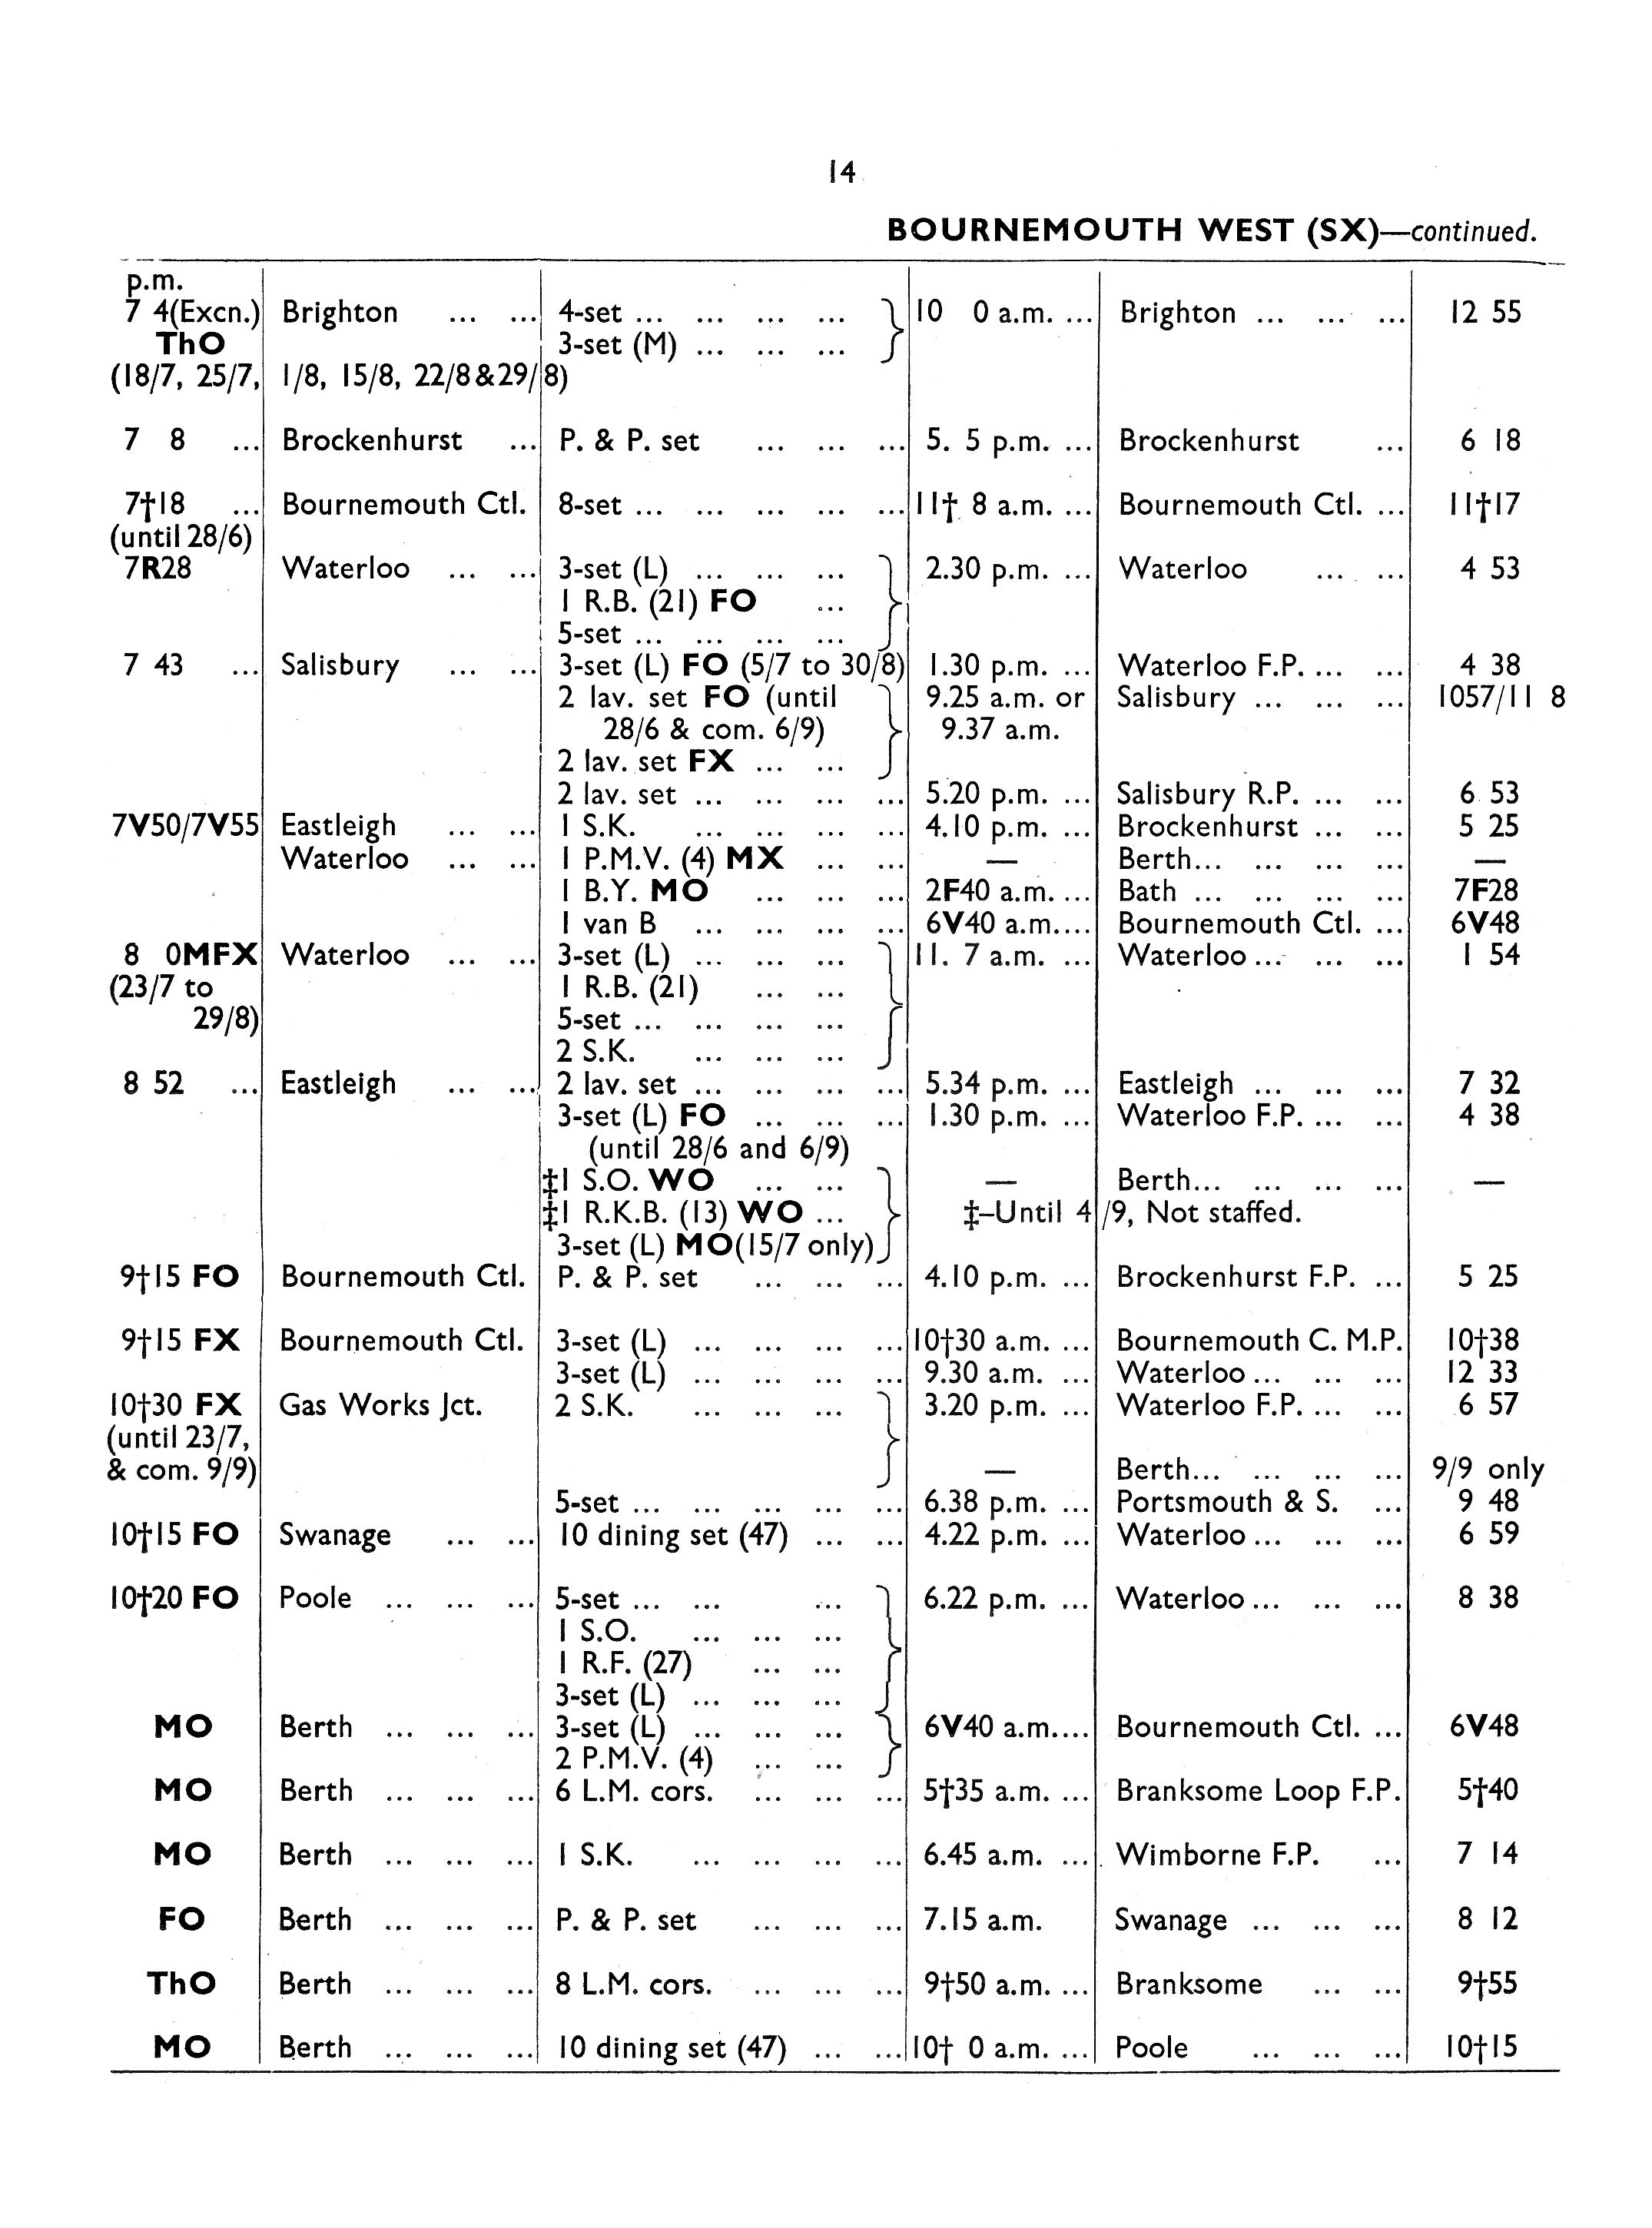 14
BOURNEMOUTH WEST (SX)—continued.
p.m.
7 4(Excn.) Brighton ... ... 4-set ... ... ... ... 10 0 a.m. ... Brighton ... ... ... 12 55
ThO 3-set (M) ... ... ...
(18/7, 25/7, 1/8, 15/8, 22/8&29/8)
7 8 ... Brockenhurst ... P. & P. set ... ... ... 5. 5 p.m. ... Brockenhurst ... 6 18
7†18 ... Bournemouth Ctl. 8-set ... ... ... ... ... 11† 8 a.m. ... Bournemouth Ctl. ... 11†17
(until 28/6)
7R28 Waterloo ... ... 3-set (L) ... ... ... 2.30 p.m. ... Waterloo ... ... 4 53
1 R.B. (21) FO ...
5-set ... ... ... ...
7 43 ... Salisbury ... ... 3-set (L) FO (5/7 to 30/8) 1.30 p.m. ... Waterloo F.P. ... ... 4 38
2 lav. set FO (until 9.25 a.m. or Salisbury ... ... ... 1057/11 8
28/6 & com. 6/9) 9.37 a.m.
2 lav. set FX ... ...
2 lav. set ... ... ... ... 5.20 p.m. ... Salisbury R.P. ... ... 6 53
7V50/7V55 Eastleigh ... ... 1 S.K. ... ... ... ... 4.10 p.m. ... Brockenhurst ... ... 5 25
Waterloo ... ... 1 P.M.V. (4) MX ... ... — Berth... ... ... ... —
1 B.Y. MO ... ... ... 2F40 a.m. ... Bath ... ... ... ... 7F28
1 van B ... ... ... ... 6V40 a.m.... Bournemouth Ctl. ... 6V48
8 0MFX Waterloo ... ... 3-set (L) ... ... ... 11. 7 a.m. ... Waterloo ... ... ... 1 54
(23/7 to 1 R.B. (21) ... ...
29/8) 5-set ... ... ... ...
2 S.K. ... ... ...
8 52 ... Eastleigh ... ... 2 lav. set ... ... ... ... 5.34 p.m. ... Eastleigh ... ... ... 7 32
3-set (L) FO ... ... ... 1.30 p.m. ... Waterloo F.P. ... ... 4 38
(until 28/6 and 6/9)
‡1 S.O. WO ... ... — Berth... ... ... ... —
‡1 R.K.B. (13) WO ... ‡–Until 4/9, Not staffed.
3-set (L) MO(15/7 only)
9†15 FO Bournemouth Ctl. P. & P. set ... ... ... 4.10 p.m. ... Brockenhurst F.P. ... 5 25
9†15 FX Bournemouth Ctl. 3-set (L) ... ... ... ... 10†30 a.m. ... Bournemouth C. M.P. 10†38
3-set (L) ... ... ... ... 9.30 a.m. ... Waterloo ... ... ... 12 33
10†30 FX Gas Works Jct. 2 S.K. ... ... ... 3.20 p.m. ... Waterloo F.P. ... ... 6 57
(until 23/7,
& com. 9/9) — Berth... ... ... ... 9/9 only
5-set ... ... ... ... ... 6.38 p.m. ... Portsmouth & S. ... 9 48
10†15 FO Swanage ... ... 10 dining set (47) ... ... 4.22 p.m. ... Waterloo ... ... ... 6 59
10†20 FO Poole ... ... ... 5-set ... ... ... 6.22 p.m. ... Waterloo ... ... ... 8 38
1 S.O. ... ... ...
1 R.F. (27) ... ...
3-set (L) ... ... ...
MO Berth ... ... ... 3-set (L) ... ... ... 6V40 a.m.... Bournemouth Ctl. ... 6V48
2 P.M.V. (4) ... ...
MO Berth ... ... ... 6 L.M. cors. ... ... ... 5†35 a.m. ... Branksome Loop F.P. 5†40
MO Berth ... ... ... 1 S.K. ... ... ... ... 6.45 a.m. ... Wimborne F.P. ... 7 14
FO Berth ... ... ... P. & P. set ... ... ... 7.15 a.m. Swanage ... ... ... 8 12
ThO Berth ... ... ... 8 L.M. cors. ... ... ... 9†50 a.m. ... Branksome ... ... 9†55
MO Berth ... ... ... 10 dining set (47) ... ... 10† 0 a.m. ... Poole ... ... ... 10†15